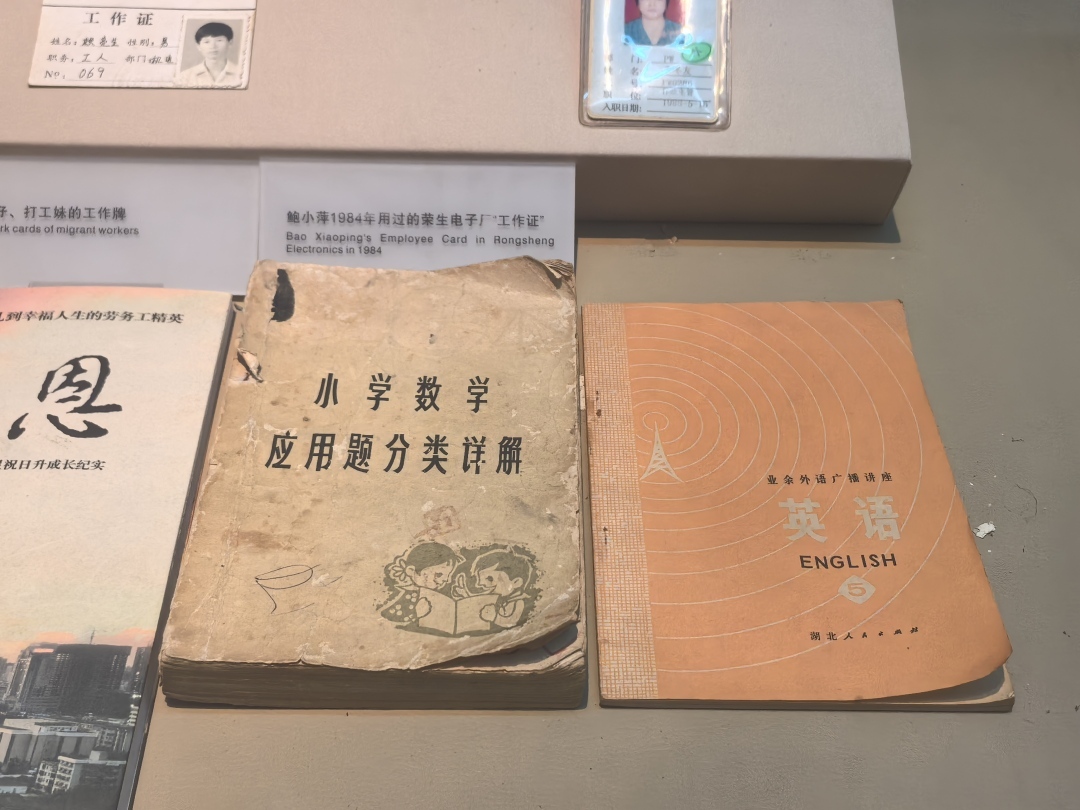 工作证
姓名： 性别：男
职务：工人 部门：
No. 069
入职日期：
子、打工妹的工作牌
rk cards of migrant workers
鲍小萍1984年用过的荣生电子厂“工作证”
Bao Xiaoping's Employee Card in Rongsheng
Electronics in 1984
到幸福人生的劳务工精英
恩
祝日升成长纪实
小学数学
应用题分类详解
业余外语广播讲座
英语
ENGLISH
5
湖北人民出版社